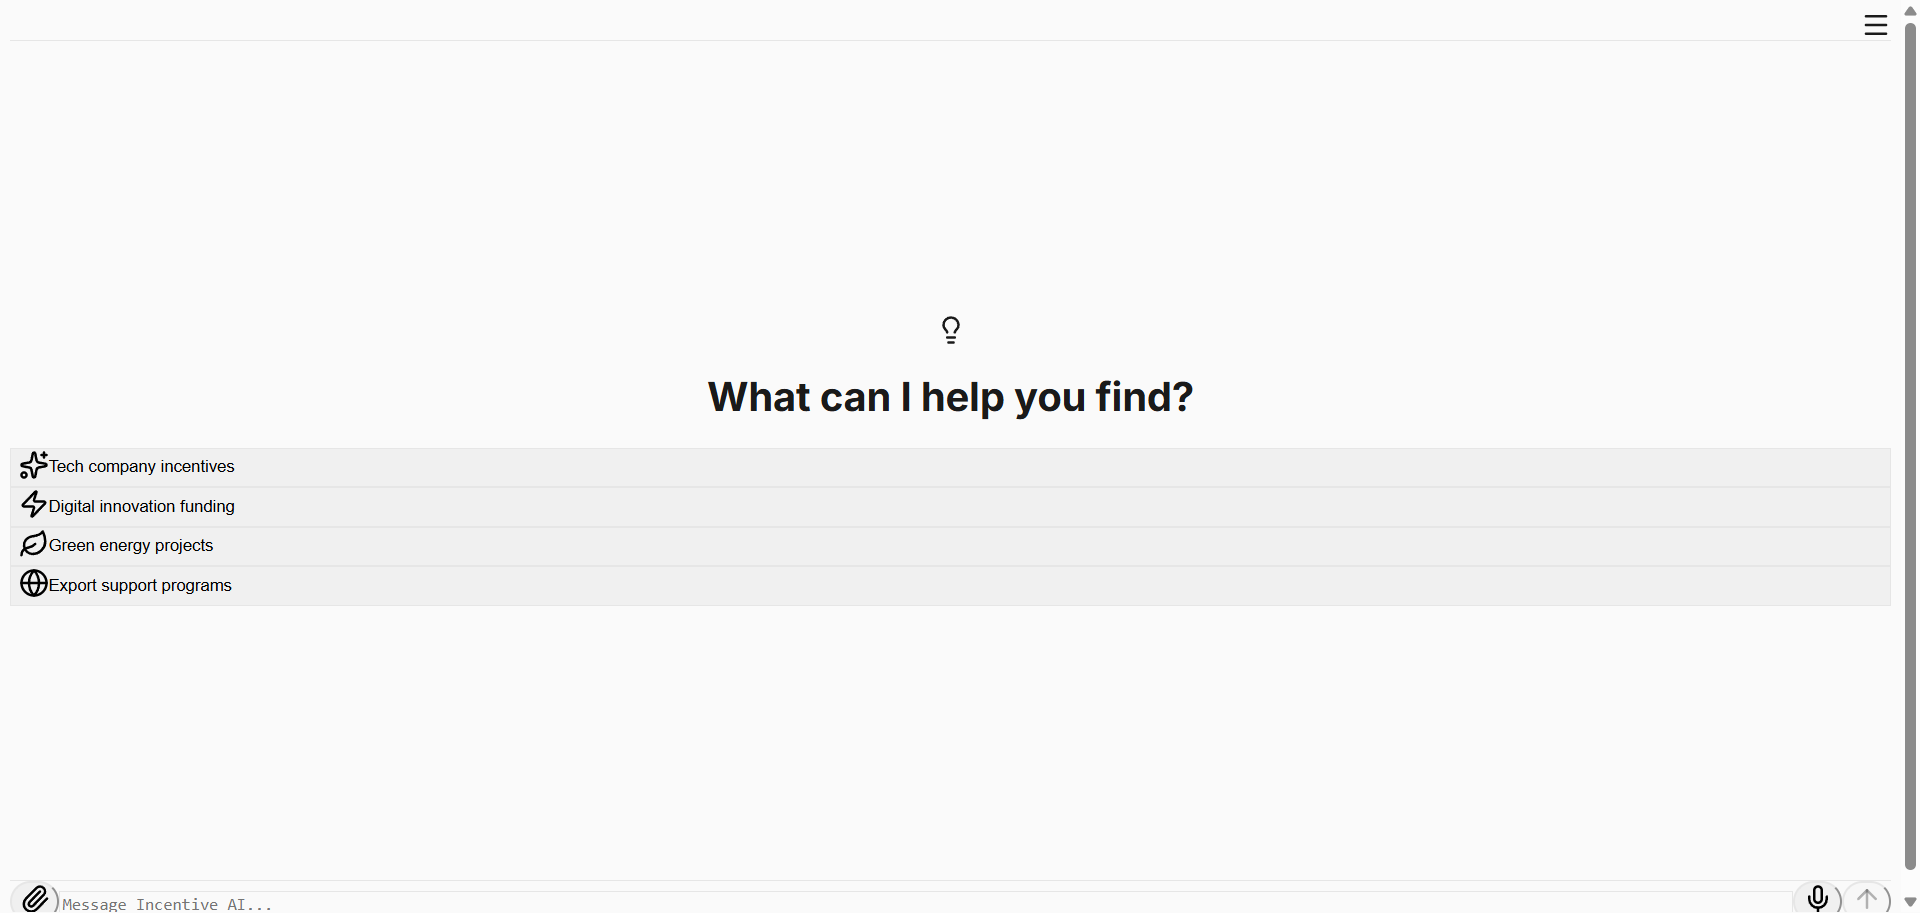 What can I help you find?
Tech company incentives
Digital innovation funding
Green energy projects
Export support programs
Message Incentive AI...